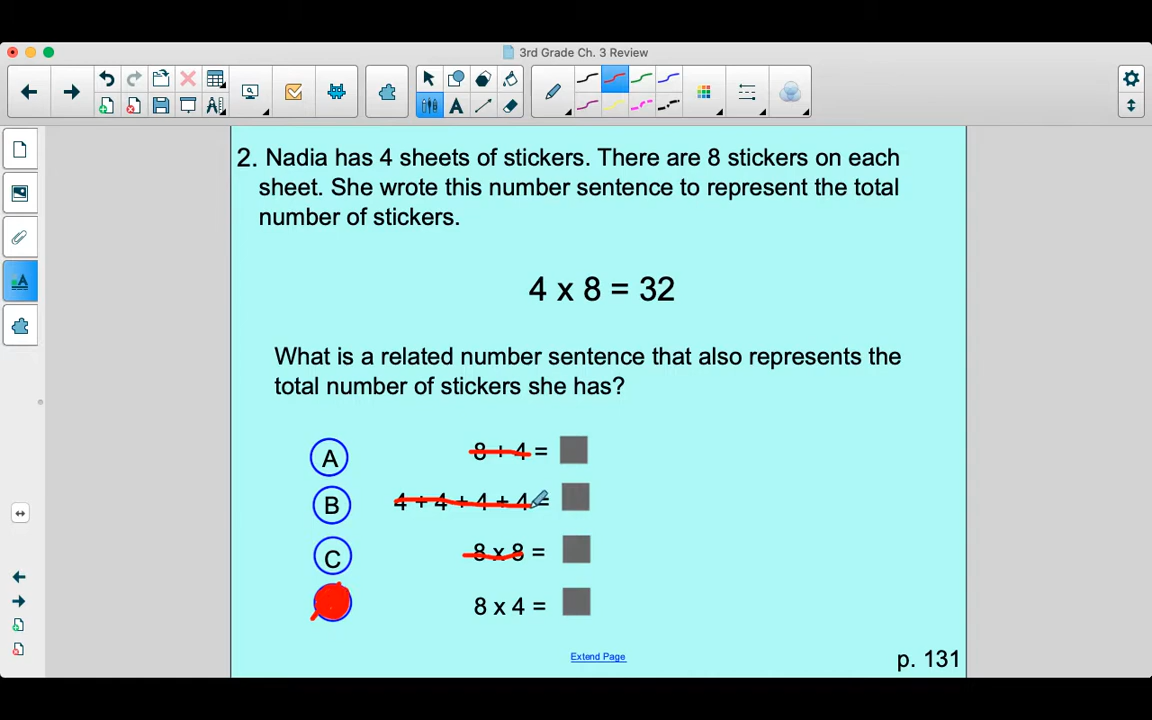 3rd Grade Ch. 3 Review
2. Nadia has 4 sheets of stickers. There are 8 stickers on each
sheet. She wrote this number sentence to represent the total
number of stickers.
4 x 8 = 32
What is a related number sentence that also represents the
total number of stickers she has?
A 8 + 4 =
B 4 + 4 + 4 + 4 =
C 8 x 8 =
8 x 4 =
Extend Page
p. 131